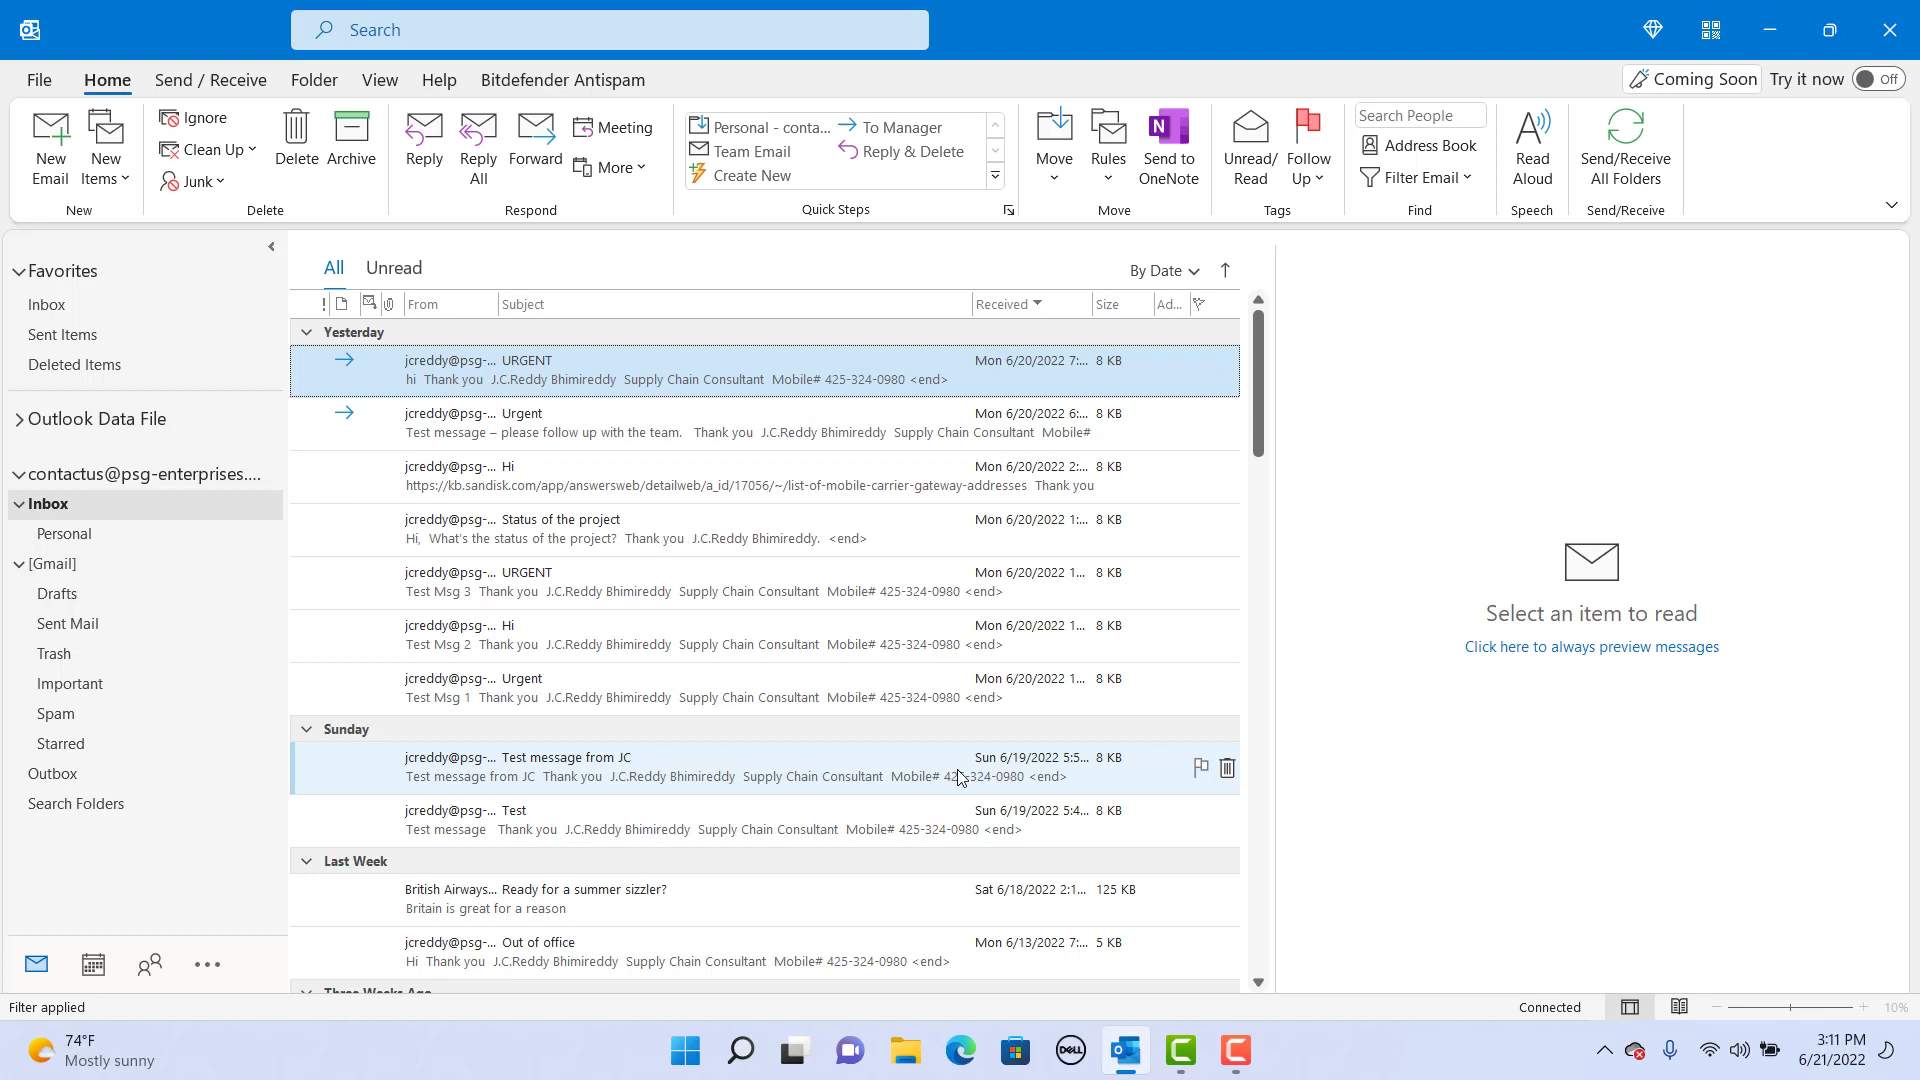 Search
File Home Send / Receive Folder View Help Bitdefender Antispam
Coming Soon Try it now Off
New Email
New Items
New
Ignore
Clean Up
Junk
Delete
Archive
Delete
Reply
Reply All
Forward
Meeting
More
Respond
Personal - conta... To Manager
Team Email Reply & Delete
Create New
Quick Steps
Move
Rules
Send to OneNote
Move
Unread/ Read
Follow Up
Tags
Search People
Address Book
Filter Email
Find
Read Aloud
Speech
Send/Receive All Folders
Send/Receive
Favorites
Inbox
Sent Items
Deleted Items
Outlook Data File
contactus@psg-enterprises....
Inbox
Personal
[Gmail]
Drafts
Sent Mail
Trash
Important
Spam
Starred
Outbox
Search Folders
All Unread By Date
From Subject Received Size Ad...
Yesterday
jcreddy@psg-... URGENT Mon 6/20/2022 7:... 8 KB
hi Thank you J.C.Reddy Bhimireddy Supply Chain Consultant Mobile# 425-324-0980 <end>
jcreddy@psg-... Urgent Mon 6/20/2022 6:... 8 KB
Test message – please follow up with the team. Thank you J.C.Reddy Bhimireddy Supply Chain Consultant Mobile#
jcreddy@psg-... Hi Mon 6/20/2022 2:... 8 KB
https://kb.sandisk.com/app/answersweb/detailweb/a_id/17056/~/list-of-mobile-carrier-gateway-addresses Thank you
jcreddy@psg-... Status of the project Mon 6/20/2022 1:... 8 KB
Hi, What's the status of the project? Thank you J.C.Reddy Bhimireddy. <end>
jcreddy@psg-... URGENT Mon 6/20/2022 1... 8 KB
Test Msg 3 Thank you J.C.Reddy Bhimireddy Supply Chain Consultant Mobile# 425-324-0980 <end>
jcreddy@psg-... Hi Mon 6/20/2022 1... 8 KB
Test Msg 2 Thank you J.C.Reddy Bhimireddy Supply Chain Consultant Mobile# 425-324-0980 <end>
jcreddy@psg-... Urgent Mon 6/20/2022 1... 8 KB
Test Msg 1 Thank you J.C.Reddy Bhimireddy Supply Chain Consultant Mobile# 425-324-0980 <end>
Sunday
jcreddy@psg-... Test message from JC Sun 6/19/2022 5:5... 8 KB
Test message from JC Thank you J.C.Reddy Bhimireddy Supply Chain Consultant Mobile# 425-324-0980 <end>
jcreddy@psg-... Test Sun 6/19/2022 5:4... 8 KB
Test message Thank you J.C.Reddy Bhimireddy Supply Chain Consultant Mobile# 425-324-0980 <end>
Last Week
British Airways... Ready for a summer sizzler? Sat 6/18/2022 2:1... 125 KB
Britain is great for a reason
jcreddy@psg-... Out of office Mon 6/13/2022 7:... 5 KB
Hi Thank you J.C.Reddy Bhimireddy Supply Chain Consultant Mobile# 425-324-0980 <end>
Three Weeks Ago
Select an item to read
Click here to always preview messages
Filter applied Connected 10%
74°F
Mostly sunny
DELL
3:11 PM
6/21/2022